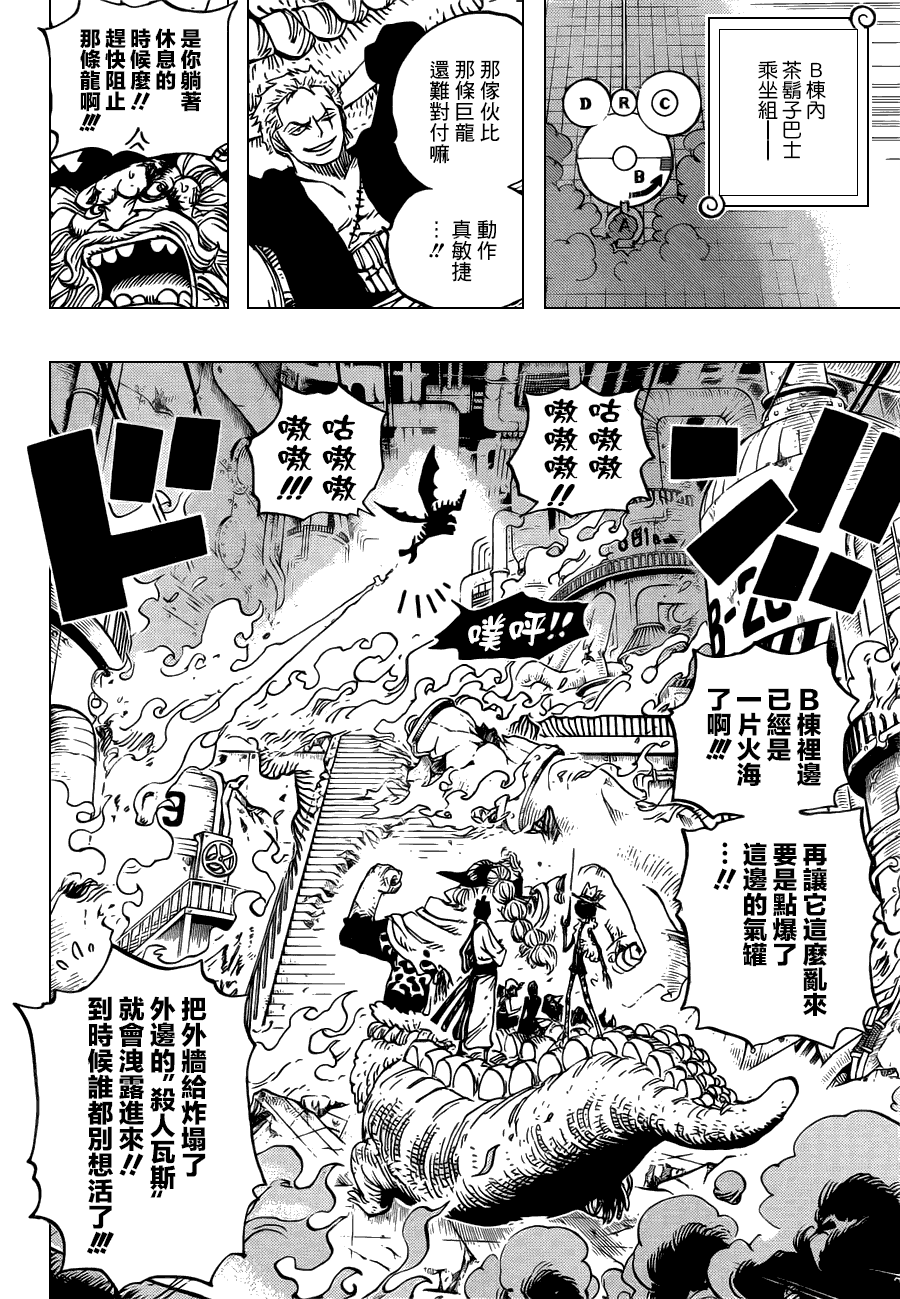 B棟內
茶鬍子巴士
乘坐組——
D
R
C
B
A
那傢伙比
那條巨龍
還難對付嘛
動作
真敏捷
…!!
是你躺著
休息的
時候麼!!
趕快阻止
那條龍啊!!!
咕嗷嗷
嗷嗷嗷!!
咕嗷嗷
嗷嗷嗷!!!
ドーン!!!
噗呼!!
B棟裡邊
已經是
一片火海
了啊!!!
再讓它這麼亂來
要是點爆了
這邊的氣罐
…!!
把外牆給炸塌了
外邊的"殺人瓦斯"
就會洩露進來!!
到時候誰都別想活了!!!